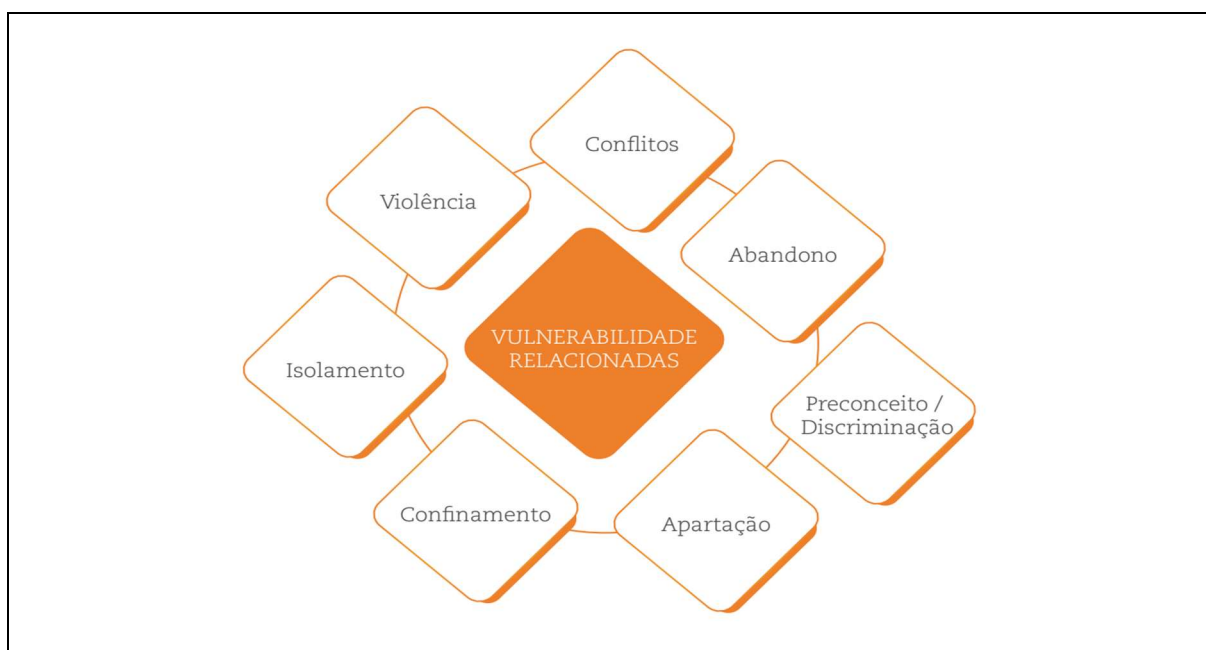 Conflitos
Violência
Abandono
VULNERABILIDADE
RELACIONADAS
Isolamento
Preconceito /
Discriminação
Confinamento
Apartação